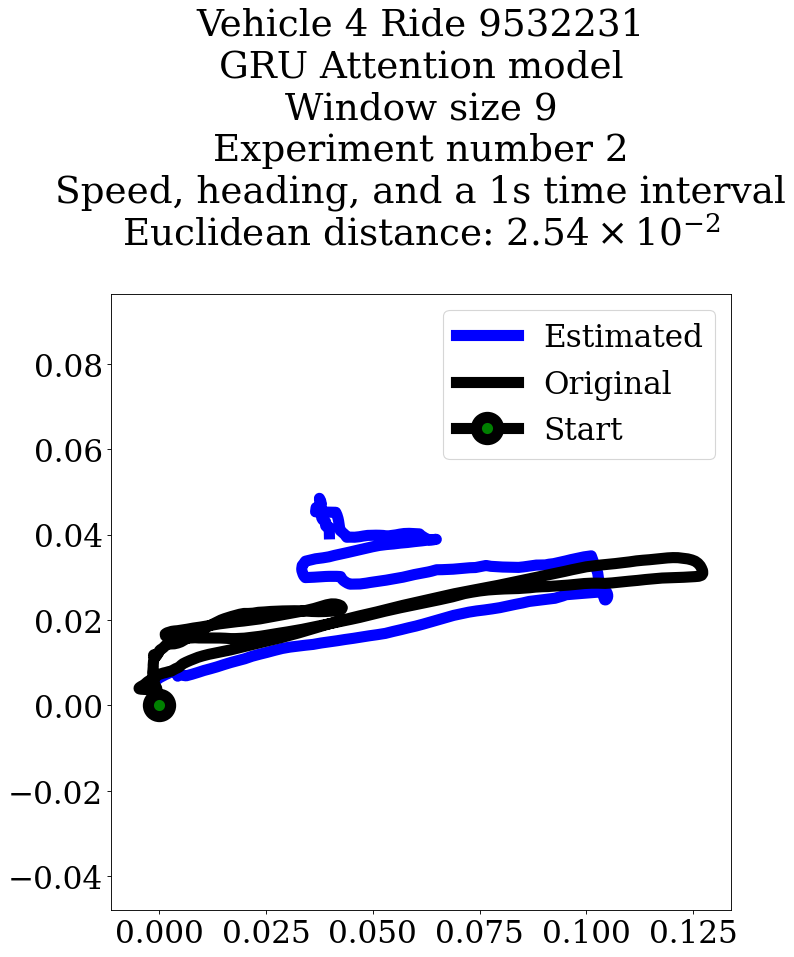 Vehicle 4 Ride 9532231
GRU Attention model
Window size 9
Experiment number 2
Speed, heading, and a 1s time interval
Euclidean distance: 2.54 × 10⁻²
Estimated
Original
Start
0.08
0.06
0.04
0.02
0.00
−0.02
−0.04
0.000 0.025 0.050 0.075 0.100 0.125